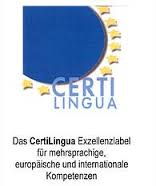 CERTI
LINGUA
Das CertiLingua Exzellenzlabel
für mehrsprachige,
europäische und internationale
Kompetenzen